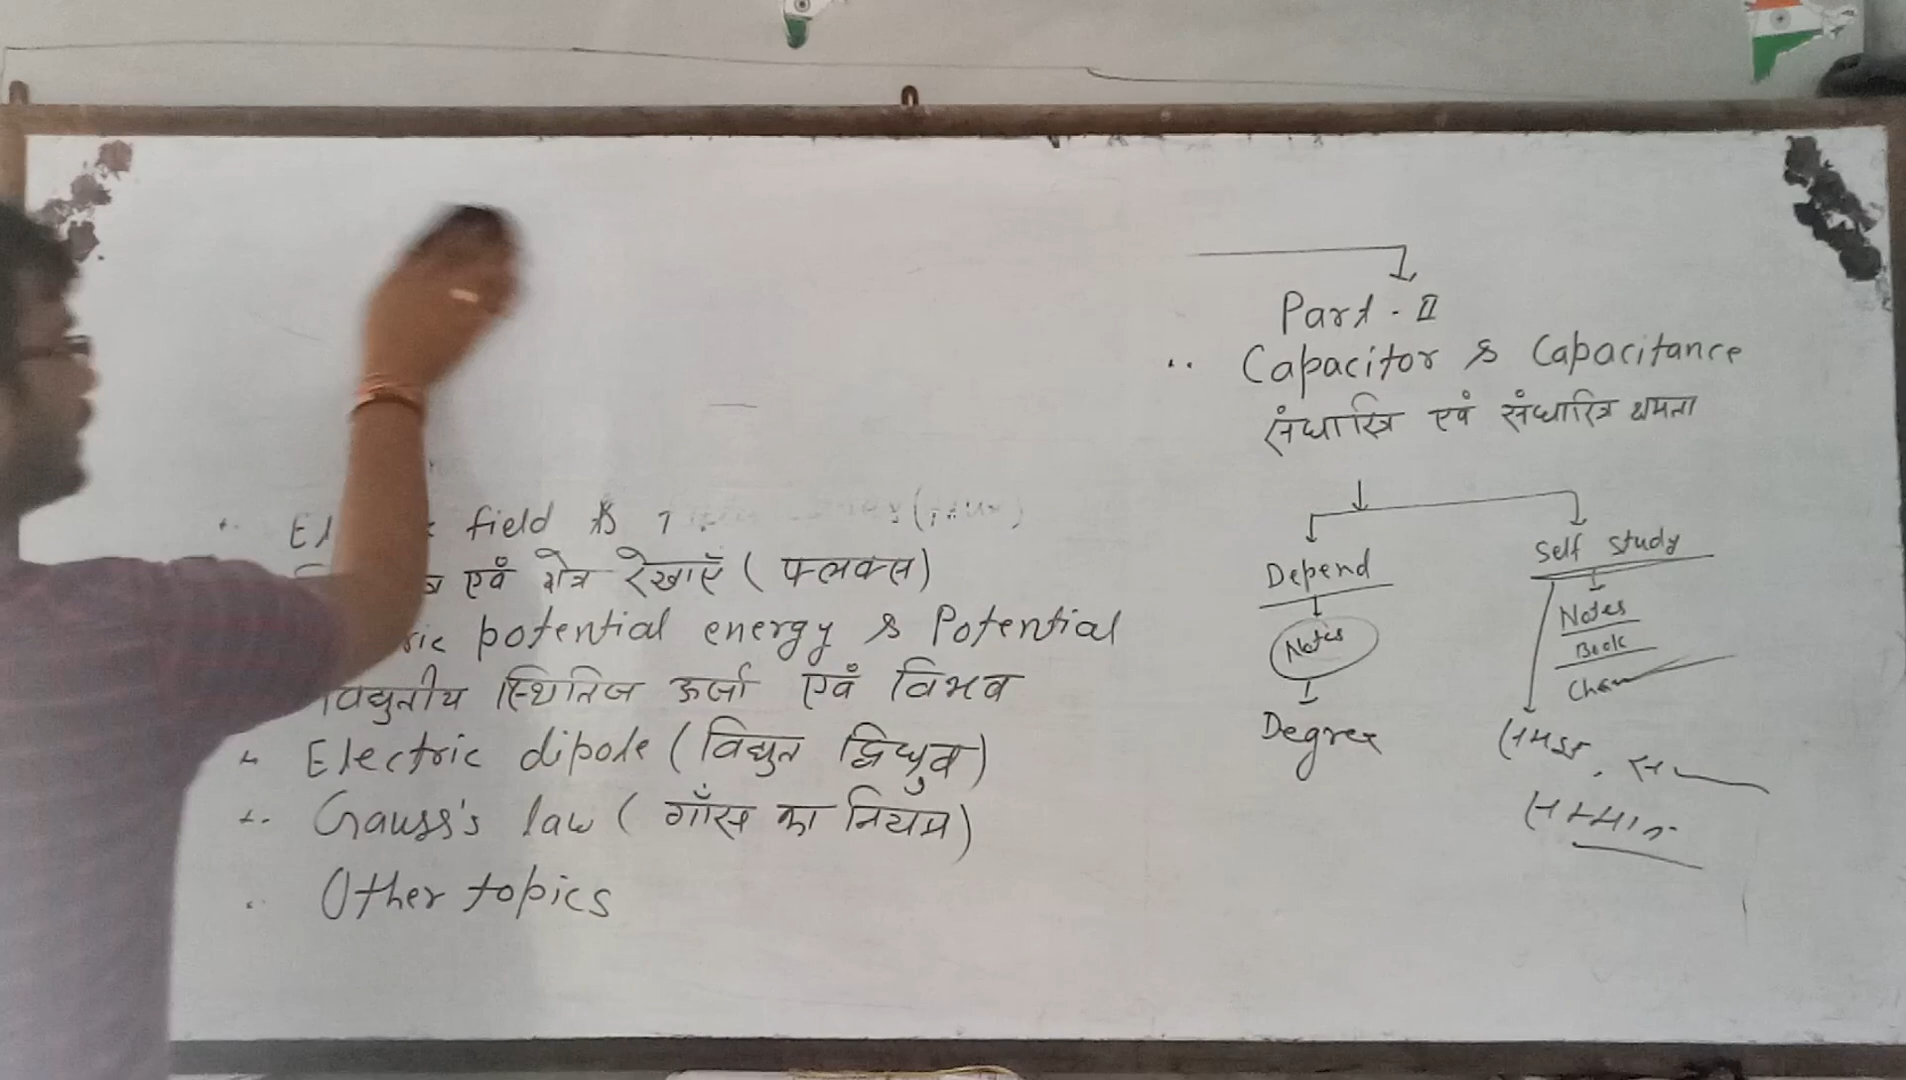 field &
एवं क्षेत्र रेखाएँ ( फ्लक्स )
potential energy & Potential
विद्युतीय स्थितिज ऊर्जा एवं विभव
Electric dipole ( विद्युत द्विध्रुव )
Gauss's law ( गॉस का नियम )
Other topics
Part - II
Capacitor & Capacitance
संधारित्र एवं संधारित्र क्षमता
Depend
Notes
Degree
Self study
Notes
Book